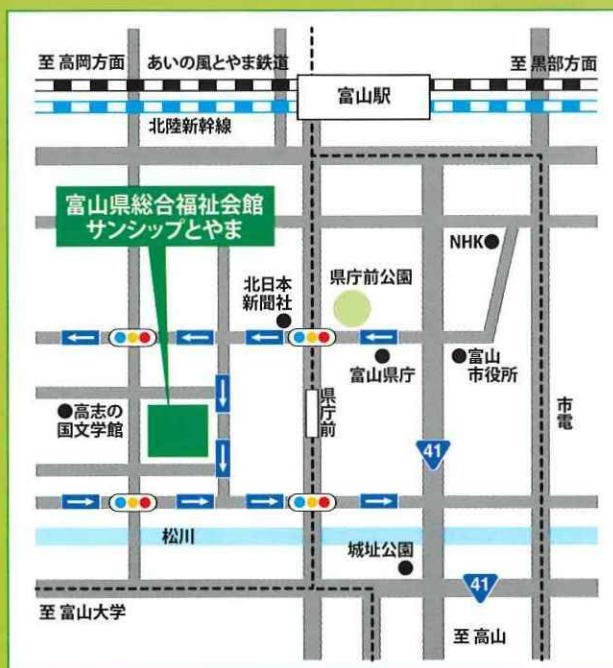 至 高岡方面
あいの風とやま鉄道
至 黒部方面
富山駅
北陸新幹線
富山県総合福祉会館
サンシップとやま
NHK
北日本
新聞社
県庁前公園
富山県庁
富山
市役所
高志の
国文学館
県庁前
市電
41
松川
城址公園
41
至 富山大学
至 高山